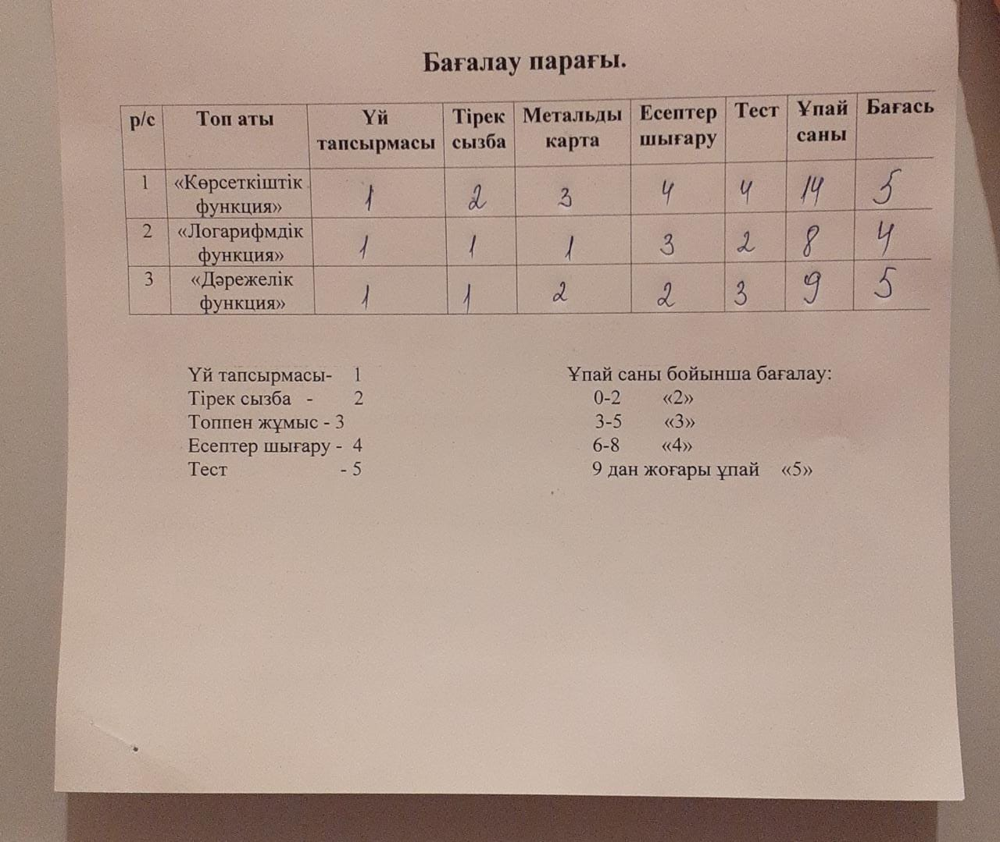 Бағалау парағы.
р/с Топ аты Үй тапсырмасы Тірек сызба Метальды карта Есептер шығару Тест Ұпай саны Бағасы
1 «Көрсеткіштік функция» 1 2 3 4 4 14 5
2 «Логарифмдік функция» 1 1 1 3 2 8 4
3 «Дәрежелік функция» 1 1 2 2 3 9 5
Үй тапсырмасы- 1
Тірек сызба - 2
Топпен жұмыс - 3
Есептер шығару - 4
Тест - 5
Ұпай саны бойынша бағалау:
0-2 «2»
3-5 «3»
6-8 «4»
9 дан жоғары ұпай «5»